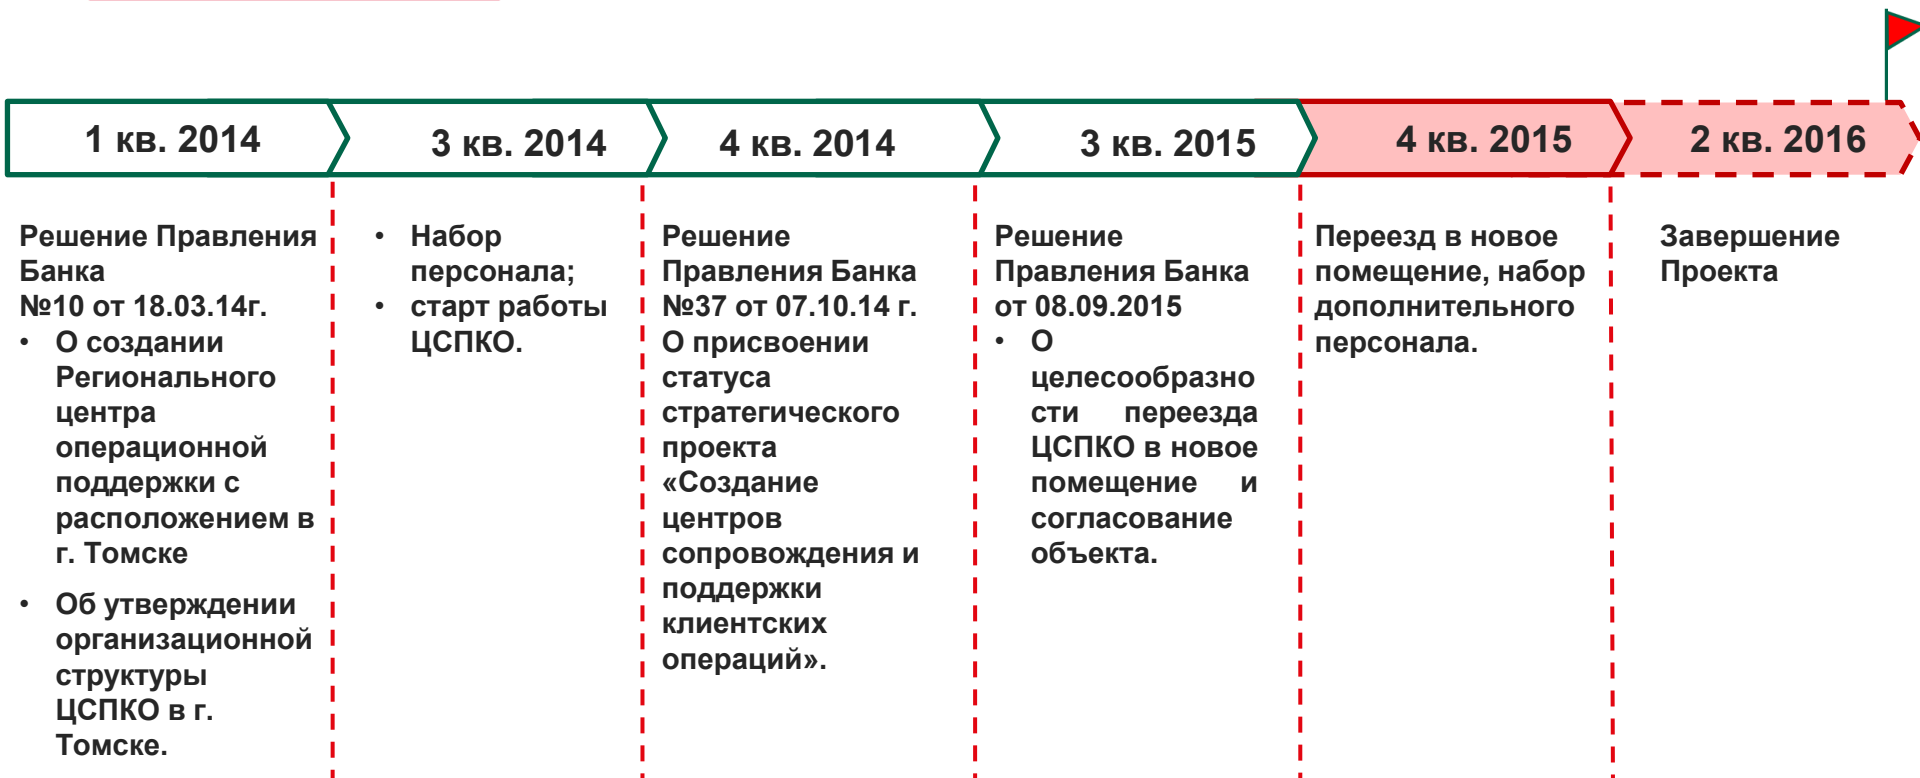 1 кв. 2014
3 кв. 2014
4 кв. 2014
3 кв. 2015
4 кв. 2015
2 кв. 2016
Решение Правления
Банка
№10 от 18.03.14г.
• О создании
Регионального
центра
операционной
поддержки с
расположением в
г. Томске
• Об утверждении
организационной
структуры
ЦСПКО в г.
Томске.
• Набор
персонала;
• старт работы
ЦСПКО.
Решение
Правления Банка
№37 от 07.10.14 г.
О присвоении
статуса
стратегического
проекта
«Создание
центров
сопровождения и
поддержки
клиентских
операций».
Решение
Правления Банка
от 08.09.2015
• О
целесообразно
сти переезда
ЦСПКО в новое
помещение и
согласование
объекта.
Переезд в новое
помещение, набор
дополнительного
персонала.
Завершение
Проекта